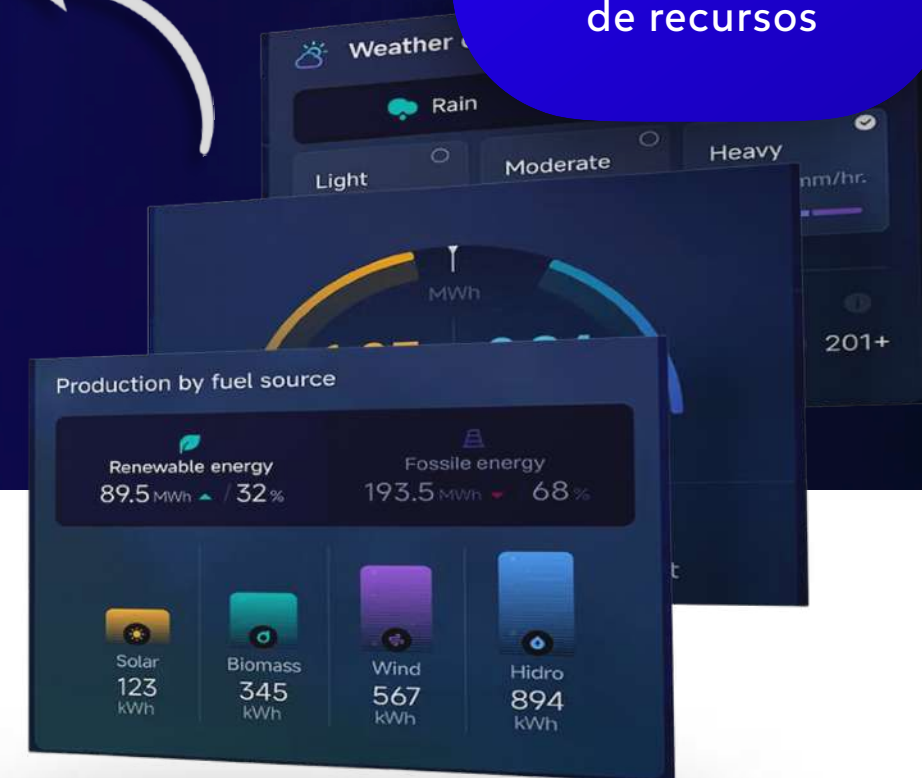 de recursos
Weather
Rain
Light
Moderate
Heavy
mm/hr.
MWh
201+
Production by fuel source
Renewable energy
89.5 MWh / 32 %
Fossile energy
193.5 MWh 68 %
Solar
123
kWh
Biomass
345
kWh
Wind
567
kWh
Hidro
894
kWh